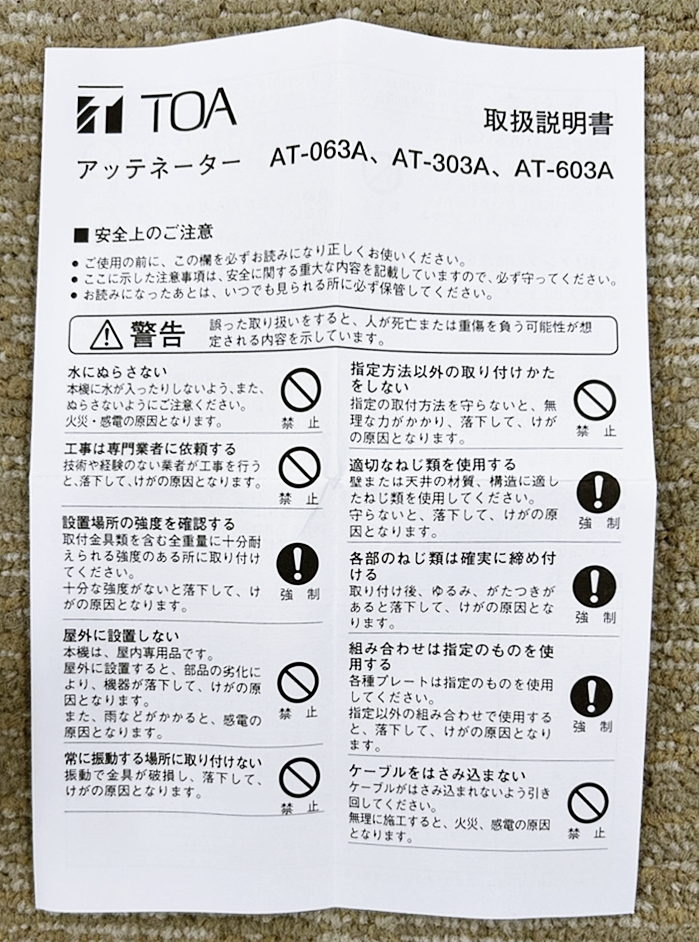 TOA
取扱説明書
アッテネーター AT-063A、AT-303A、AT-603A
■ 安全上のご注意
● ご使用の前に、この欄を必ずお読みになり正しくお使いください。
● ここに示した注意事項は、安全に関する重大な内容を記載していますので、必ず守ってください。
● お読みになったあとは、いつでも見られる所に必ず保管してください。
警告
誤った取り扱いをすると、人が死亡または重傷を負う可能性が想
定される内容を示しています。
水にぬらさない
本機に水が入ったりしないよう、また、
ぬらさないようにご注意ください。
火災・感電の原因となります。
禁 止
工事は専門業者に依頼する
技術や経験のない業者が工事を行う
と、落下して、けがの原因となります。
禁 止
設置場所の強度を確認する
取付金具類を含む全重量に十分耐
えられる強度のある所に取り付け
てください。
十分な強度がないと落下して、け
がの原因となります。
強 制
屋外に設置しない
本機は、屋内専用品です。
屋外に設置すると、部品の劣化に
より、機器が落下して、けがの原
因となります。
また、雨などがかかると、感電の
原因となります。
禁 止
常に振動する場所に取り付けない
振動で金具が破損し、落下して、
けがの原因となります。
禁 止
指定方法以外の取り付けかた
をしない
指定の取付方法を守らないと、無
理な力がかかり、落下して、けが
の原因となります。
禁 止
適切なねじ類を使用する
壁または天井の材質、構造に適し
たねじ類を使用してください。
守らないと、落下して、けがの原
因となります。
強 制
各部のねじ類は確実に締め付
ける
取り付け後、ゆるみ、がたつきが
あると落下して、けがの原因とな
ります。
強 制
組み合わせは指定のものを使
用する
各種プレートは指定のものを使用
してください。
指定以外の組み合わせで使用する
と、落下して、けがの原因となり
ます。
強 制
ケーブルをはさみ込まない
ケーブルがはさみ込まれないよう引き
回してください。
無理に施工すると、火災、感電の原因
となります。
禁 止